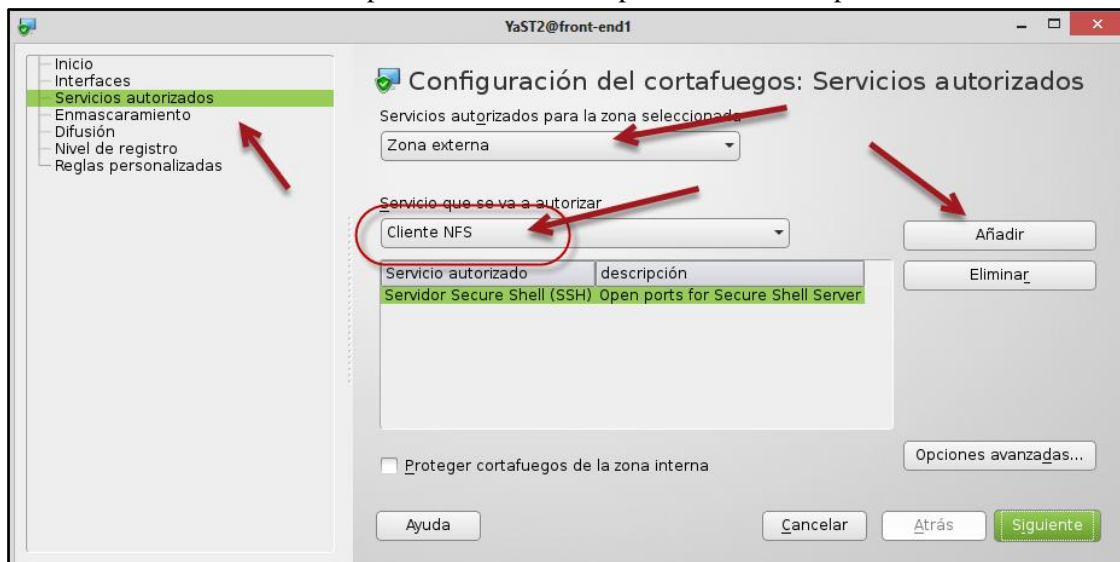 YaST2@front-end1
Inicio
Interfaces
Servicios autorizados
Enmascaramiento
Difusión
Nivel de registro
Reglas personalizadas
Configuración del cortafuegos: Servicios autorizados
Servicios autorizados para la zona seleccionada
Zona externa
Servicio que se va a autorizar
Cliente NFS
Añadir
Servicio autorizado descripción
Eliminar
Servidor Secure Shell (SSH) Open ports for Secure Shell Server
Proteger cortafuegos de la zona interna
Opciones avanzadas...
Ayuda Cancelar Atrás Siguiente